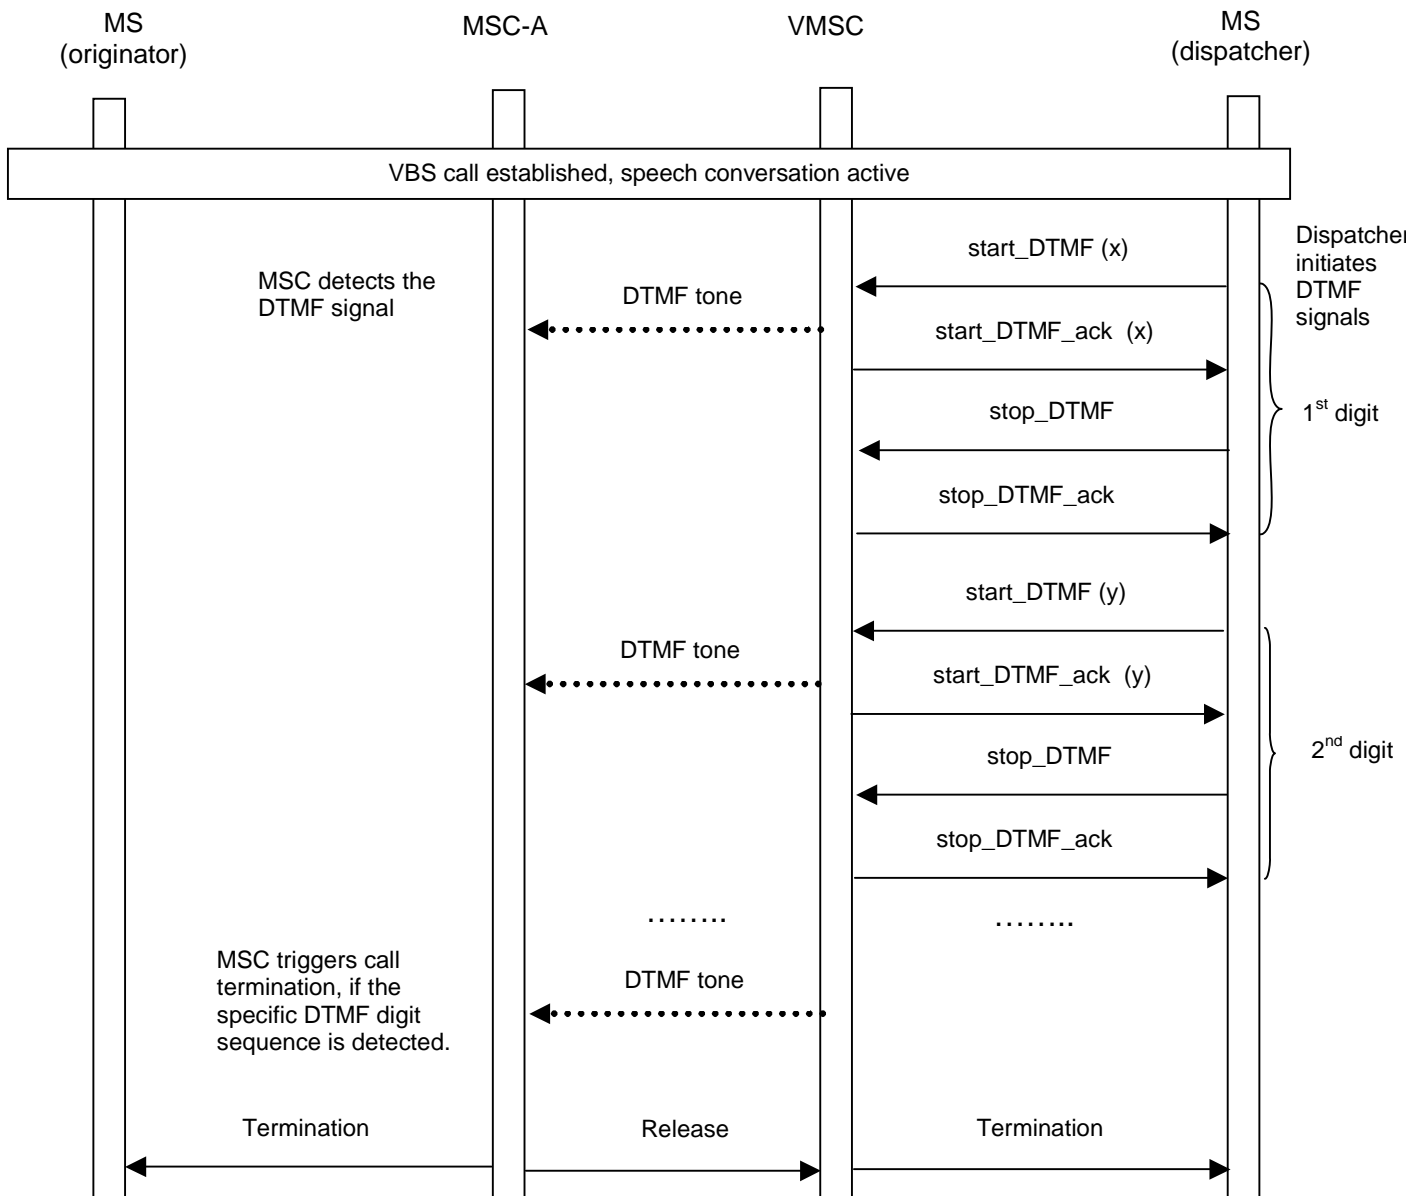 MS
(originator)
MSC-A
VMSC
MS
(dispatcher)
VBS call established, speech conversation active
start_DTMF (x)
Dispatcher
initiates
DTMF
signals
MSC detects the
DTMF signal
DTMF tone
start_DTMF_ack (x)
stop_DTMF
1st digit
stop_DTMF_ack
start_DTMF (y)
DTMF tone
start_DTMF_ack (y)
stop_DTMF
2nd digit
stop_DTMF_ack
........
........
MSC triggers call
termination, if the
specific DTMF digit
sequence is detected.
DTMF tone
Termination
Release
Termination